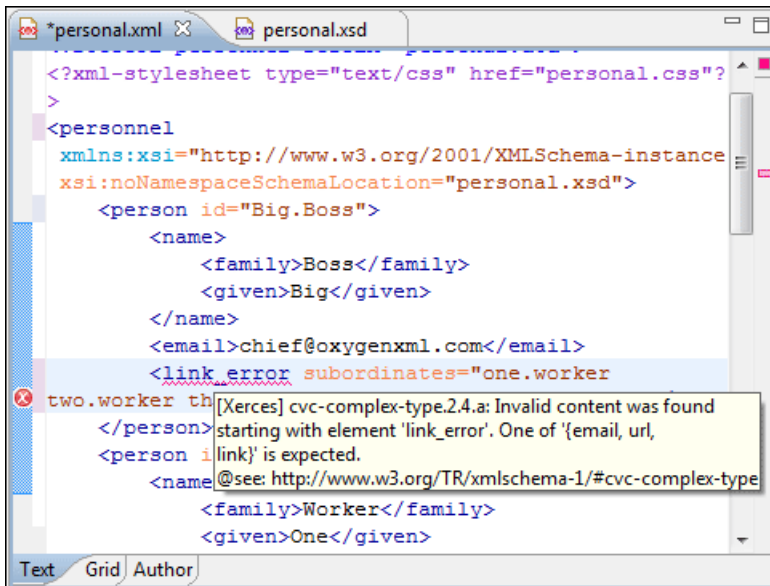 *personal.xml
personal.xsd
<?xml-stylesheet type="text/css" href="personal.css"?
>
<personnel
xmlns:xsi="http://www.w3.org/2001/XMLSchema-instance
xsi:noNamespaceSchemaLocation="personal.xsd">
<person id="Big.Boss">
<name>
<family>Boss</family>
<given>Big</given>
</name>
<email>chief@oxygenxml.com</email>
<link_error subordinates="one.worker
two.worker th
[Xerces] cvc-complex-type.2.4.a: Invalid content was found
starting with element 'link_error'. One of '{email, url,
link}' is expected.
@see: http://www.w3.org/TR/xmlschema-1/#cvc-complex-type
</person>
<person i
<name
<family>Worker</family>
<given>One</given>
Text Grid Author